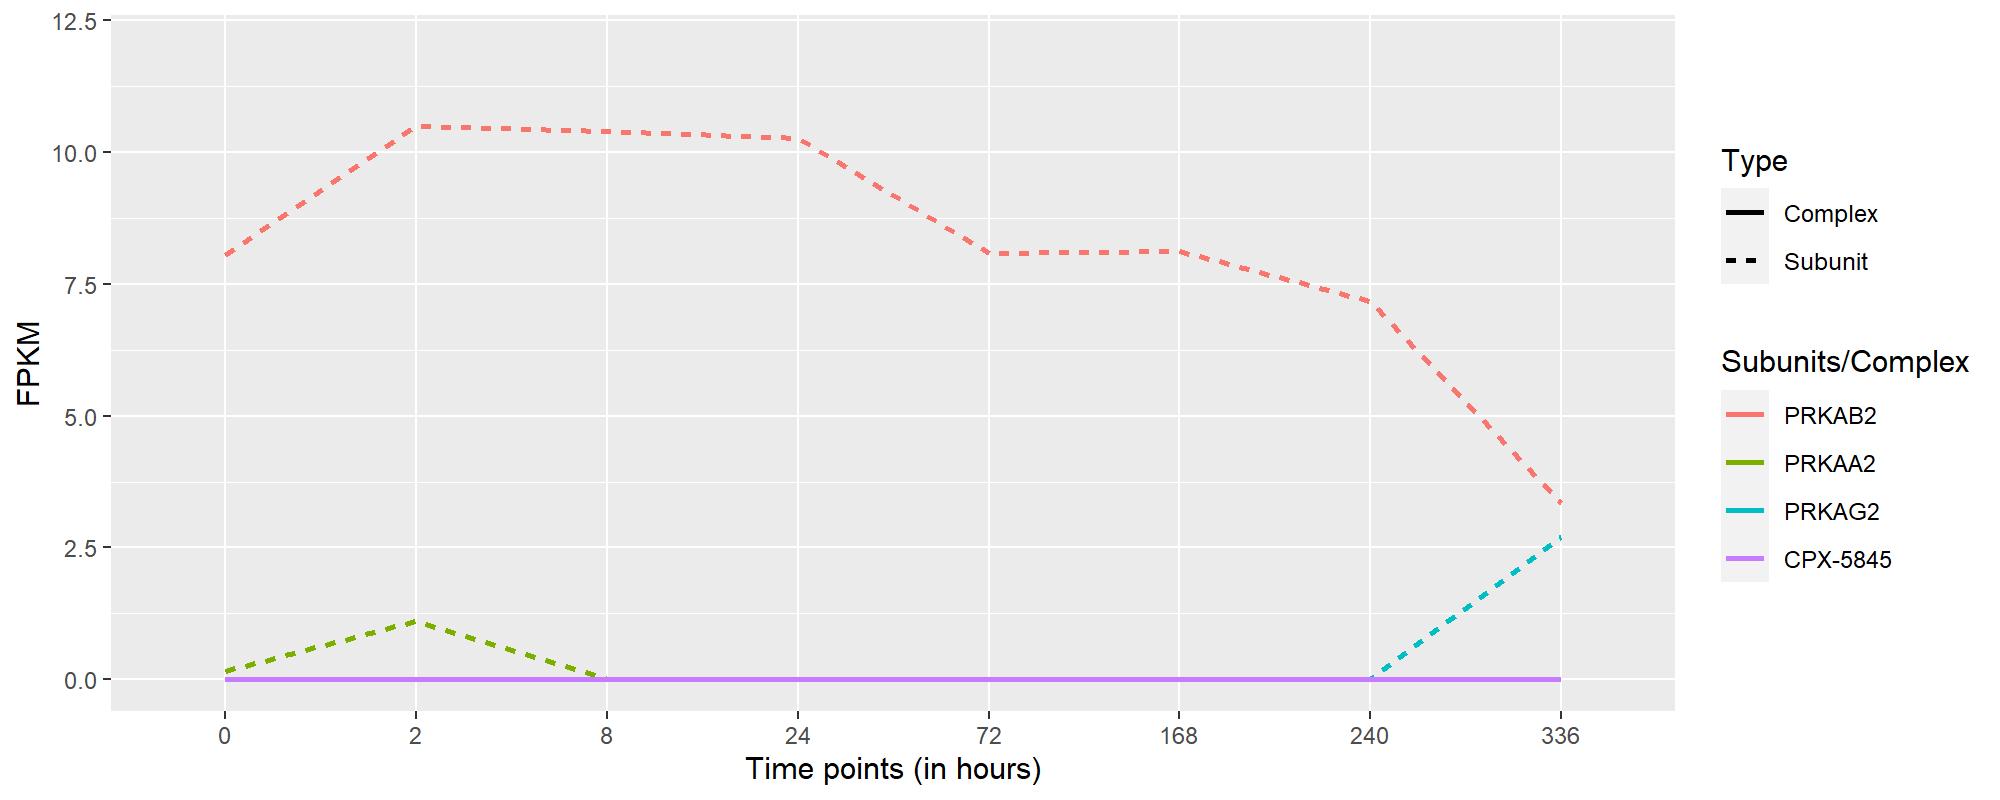 12.5
10.0
7.5
5.0
2.5
0.0
FPKM
0 2 8 24 72 168 240 336
Time points (in hours)
Type
Complex
Subunit
Subunits/Complex
PRKAB2
PRKAA2
PRKAG2
CPX-5845